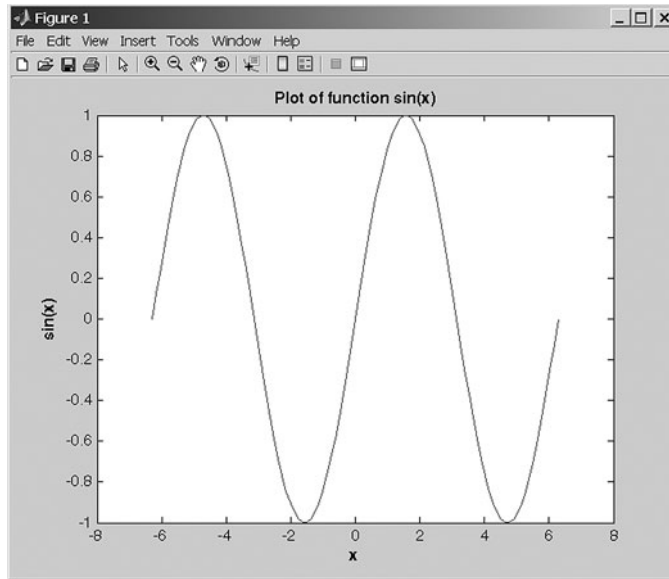 Figure 1
File Edit View Insert Tools Window Help
Plot of function sin(x)
1
0.8
0.6
0.4
0.2
0
-0.2
-0.4
-0.6
-0.8
-1
sin(x)
-8 -6 -4 -2 0 2 4 6 8
x